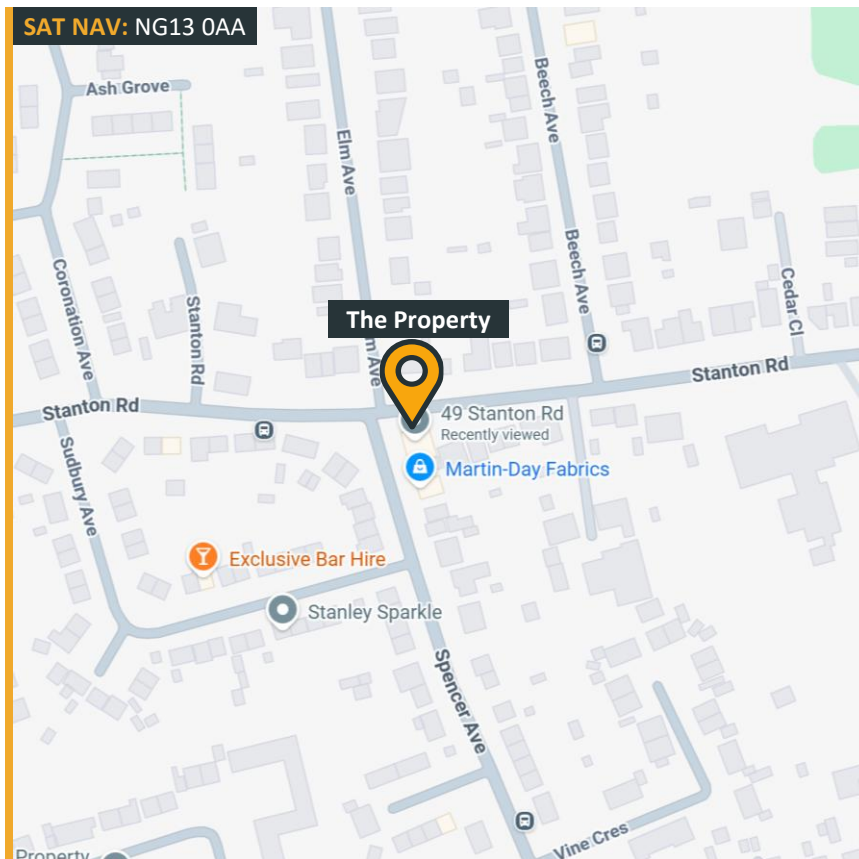 SAT NAV: NG13 0AA
Ash Grove
Elm Ave
Beech Ave
Beech Ave
Coronation Ave
Stanton Rd
Cedar Cl
The Property
m Ave
Stanton Rd
Stanton Rd
49 Stanton Rd
Recently viewed
Martin-Day Fabrics
Sudbury Ave
Exclusive Bar Hire
Stanley Sparkle
Spencer Ave
Vine Cres
Property